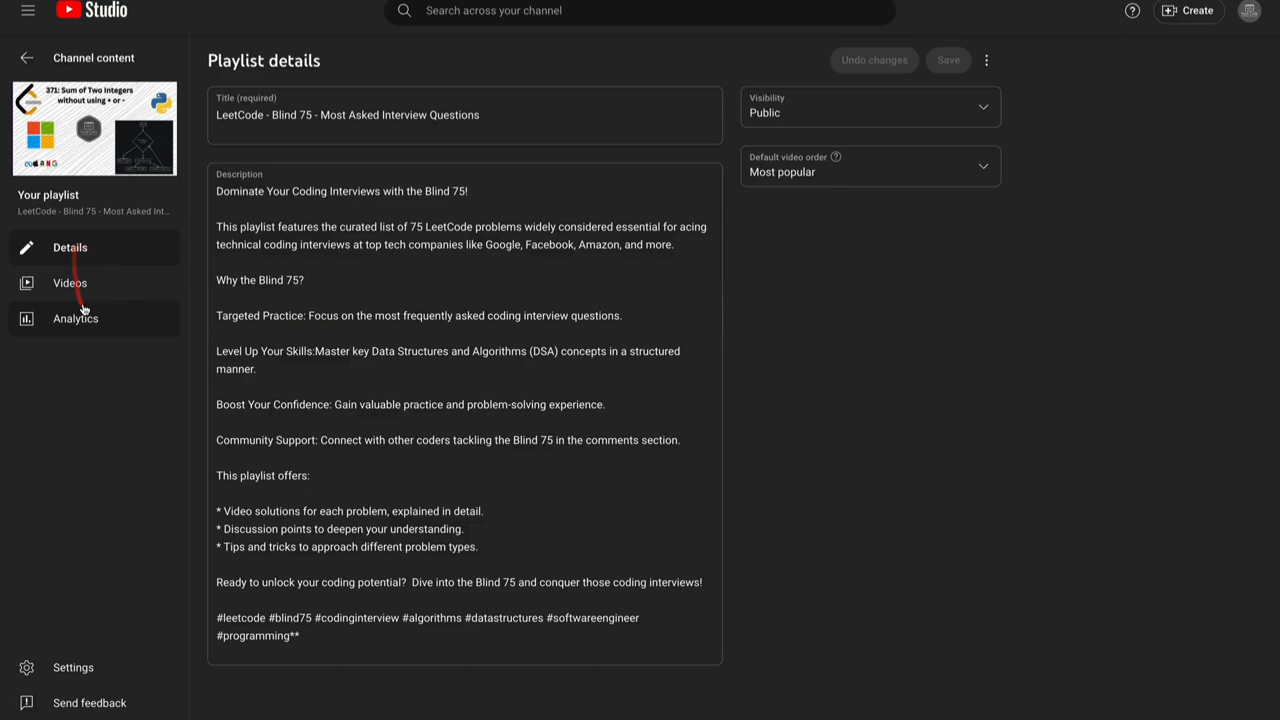 Studio
Search across your channel
Create
Channel content
371: Sum of Two Integers
without using + or -
Your playlist
LeetCode - Blind 75 - Most Asked Int...
Details
Videos
Analytics
Settings
Send feedback
Playlist details
Undo changes
Save
Title (required)
LeetCode - Blind 75 - Most Asked Interview Questions
Description
Dominate Your Coding Interviews with the Blind 75!
This playlist features the curated list of 75 LeetCode problems widely considered essential for acing
technical coding interviews at top tech companies like Google, Facebook, Amazon, and more.
Why the Blind 75?
Targeted Practice: Focus on the most frequently asked coding interview questions.
Level Up Your Skills:Master key Data Structures and Algorithms (DSA) concepts in a structured
manner.
Boost Your Confidence: Gain valuable practice and problem-solving experience.
Community Support: Connect with other coders tackling the Blind 75 in the comments section.
This playlist offers:
* Video solutions for each problem, explained in detail.
* Discussion points to deepen your understanding.
* Tips and tricks to approach different problem types.
Ready to unlock your coding potential?  Dive into the Blind 75 and conquer those coding interviews!
#leetcode #blind75 #codinginterview #algorithms #datastructures #softwareengineer
#programming**
Visibility
Public
Default video order
Most popular